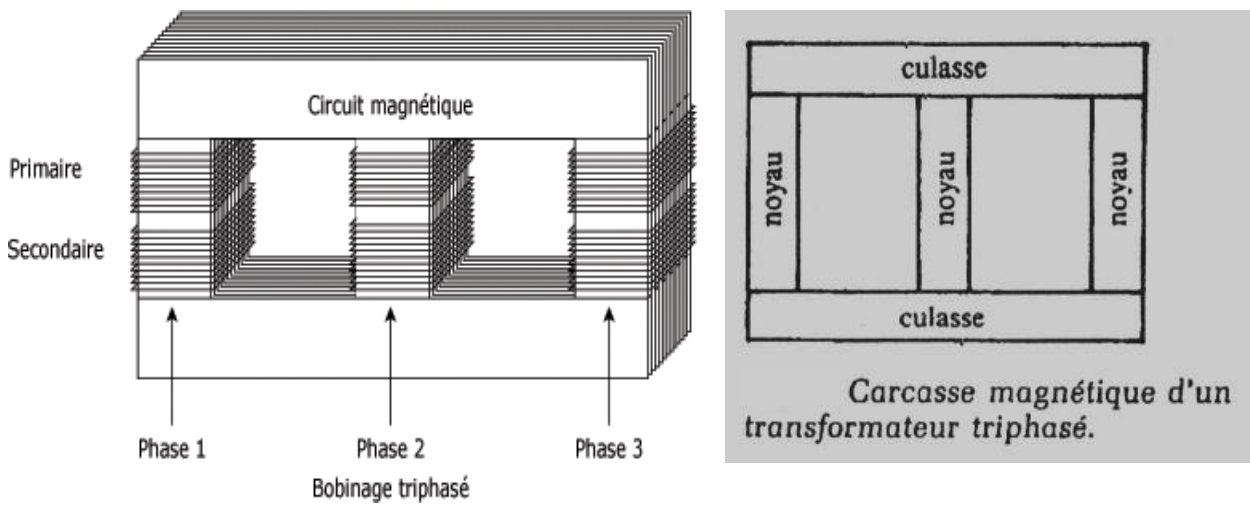 Circuit magnétique
Primaire
Secondaire
Phase 1
Phase 2
Phase 3
Bobinage triphasé
culasse
noyau
noyau
noyau
culasse
Carcasse magnétique d'un
transformateur triphasé.